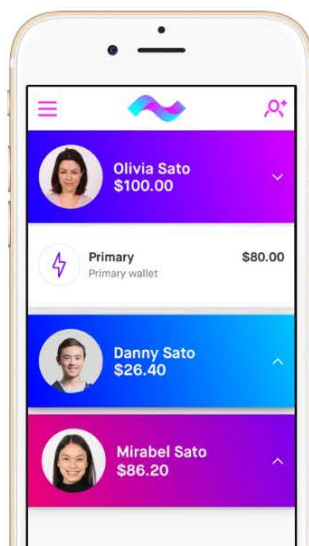 Olivia Sato
$100.00
Primary $80.00
Primary wallet
Danny Sato
$26.40
Mirabel Sato
$86.20